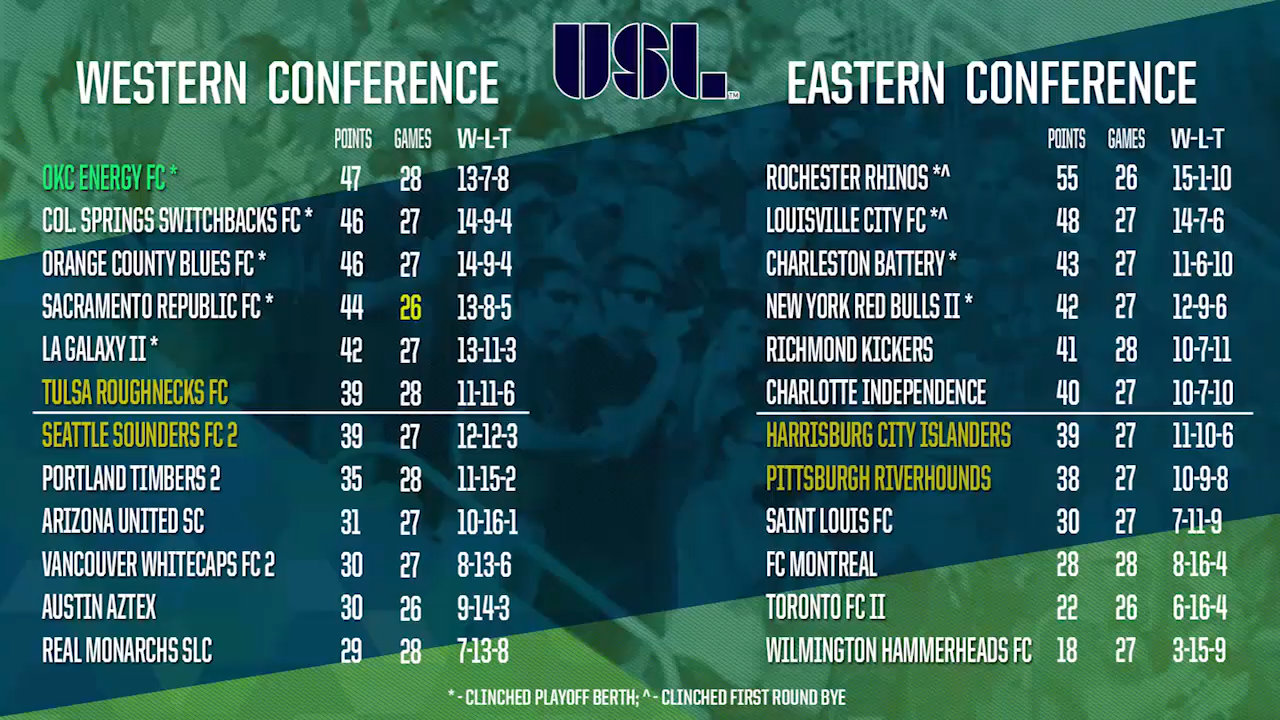 USL™
WESTERN CONFERENCE
POINTS GAMES W-L-T
OKC ENERGY FC * 47 28 13-7-8
COL. SPRINGS SWITCHBACKS FC * 46 27 14-9-4
ORANGE COUNTY BLUES FC * 46 27 14-9-4
SACRAMENTO REPUBLIC FC * 44 26 13-8-5
LA GALAXY II * 42 27 13-11-3
TULSA ROUGHNECKS FC 39 28 11-11-6
SEATTLE SOUNDERS FC 2 39 27 12-12-3
PORTLAND TIMBERS 2 35 28 11-15-2
ARIZONA UNITED SC 31 27 10-16-1
VANCOUVER WHITECAPS FC 2 30 27 8-13-6
AUSTIN AZTEX 30 26 9-14-3
REAL MONARCHS SLC 29 28 7-13-8
EASTERN CONFERENCE
POINTS GAMES W-L-T
ROCHESTER RHINOS *^ 55 26 15-1-10
LOUISVILLE CITY FC *^ 48 27 14-7-6
CHARLESTON BATTERY * 43 27 11-6-10
NEW YORK RED BULLS II * 42 27 12-9-6
RICHMOND KICKERS 41 28 10-7-11
CHARLOTTE INDEPENDENCE 40 27 10-7-10
HARRISBURG CITY ISLANDERS 39 27 11-10-6
PITTSBURGH RIVERHOUNDS 38 27 10-9-8
SAINT LOUIS FC 30 27 7-11-9
FC MONTREAL 28 28 8-16-4
TORONTO FC II 22 26 6-16-4
WILMINGTON HAMMERHEADS FC 18 27 3-15-9
* - CLINCHED PLAYOFF BERTH; ^ - CLINCHED FIRST ROUND BYE